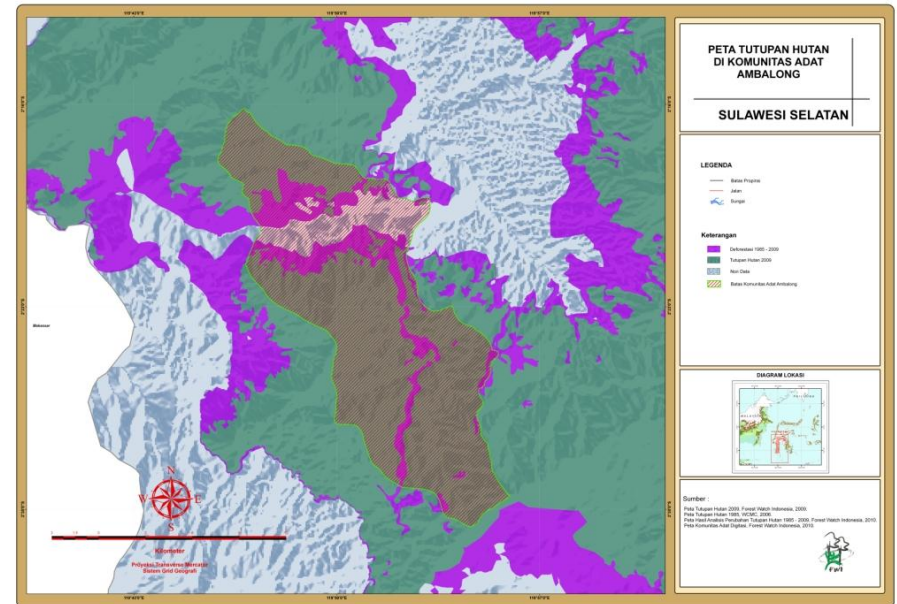 PETA TUTUPAN HUTAN
DI KOMUNITAS ADAT
AMBALONG
SULAWESI SELATAN
LEGENDA
Batas Propinsi
Jalan
Sungai
Keterangan
Deforestasi 1985 - 2009
Tutupan Hutan 2009
Non Data
Batas Komunitas Adat Ambalong
DIAGRAM LOKASI
Sumber :
Peta Tutupan Hutan 2009, Forest Watch Indonesia, 2009.
Peta Tutupan Hutan 1985, WCMC, 2006.
Peta Hasil Analisis Perubahan Tutupan Hutan 1985 - 2009, Forest Watch Indonesia, 2010.
Peta Komunitas Adat Digitasi, Forest Watch Indonesia, 2010.
FWI
Makassar
N
W
E
S
Kilometer
Proyeksi Transverse Mercator
Sistem Grid Geografi